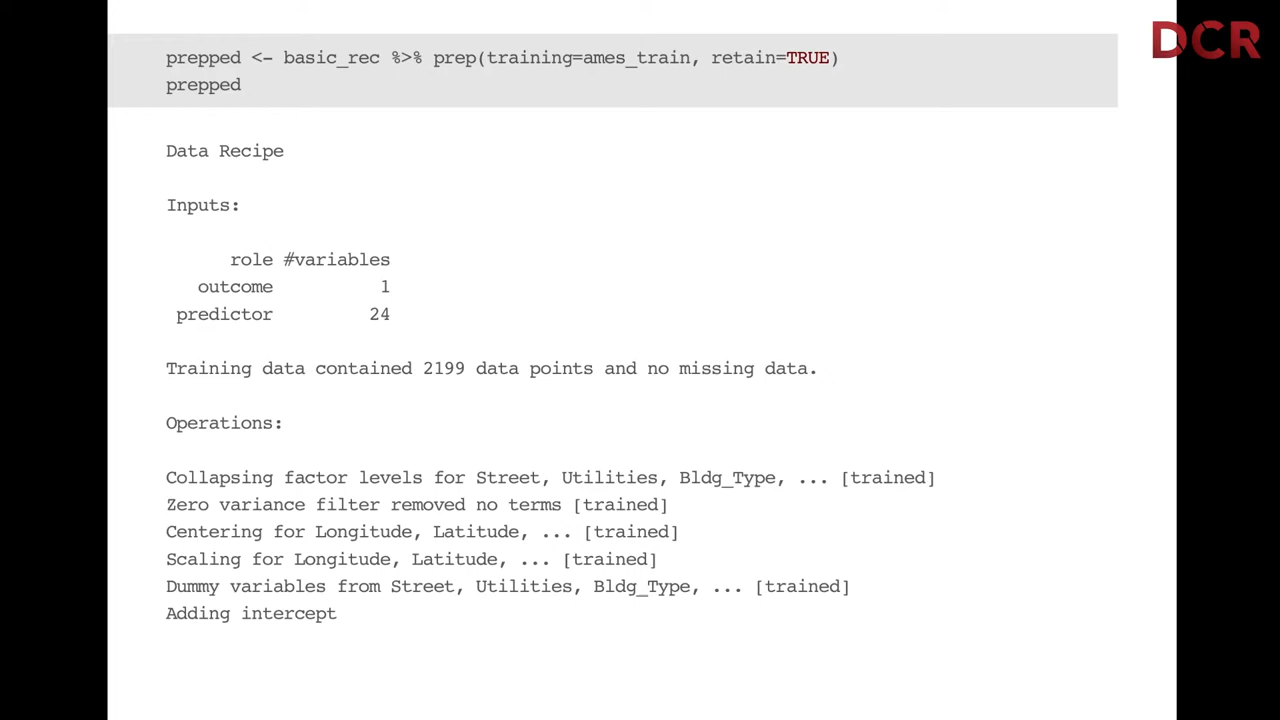 DCR
prepped <- basic_rec %>% prep(training=ames_train, retain=TRUE)
prepped
Data Recipe
Inputs:
role #variables
outcome 1
predictor 24
Training data contained 2199 data points and no missing data.
Operations:
Collapsing factor levels for Street, Utilities, Bldg_Type, ... [trained]
Zero variance filter removed no terms [trained]
Centering for Longitude, Latitude, ... [trained]
Scaling for Longitude, Latitude, ... [trained]
Dummy variables from Street, Utilities, Bldg_Type, ... [trained]
Adding intercept